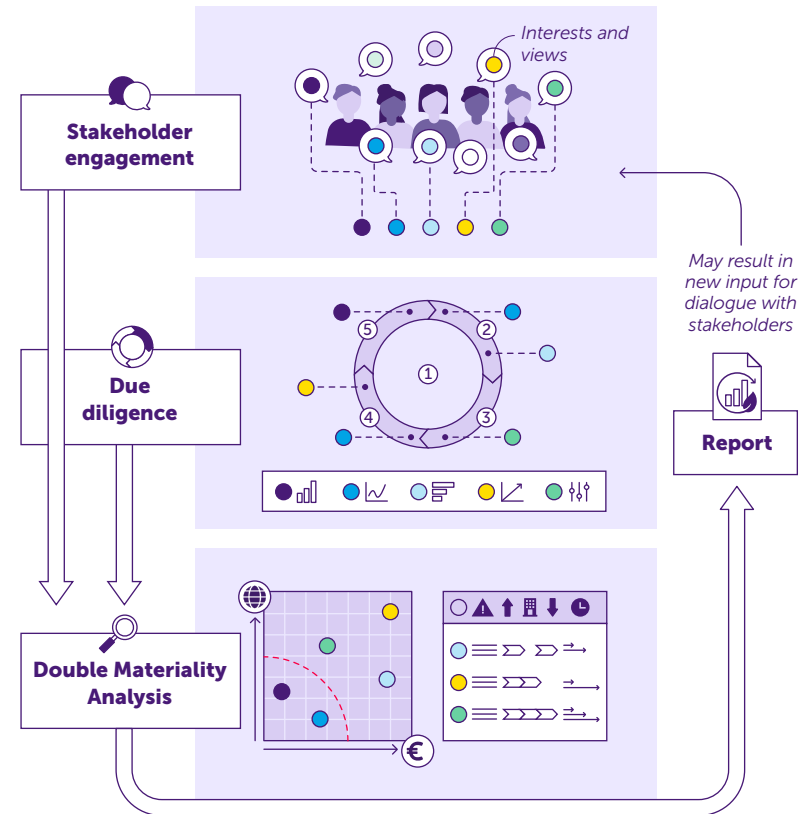 Interests and
views
Stakeholder
engagement
May result in
new input for
dialogue with
stakeholders
5
2
1
4
3
Due
diligence
Report
Double Materiality
Analysis
€